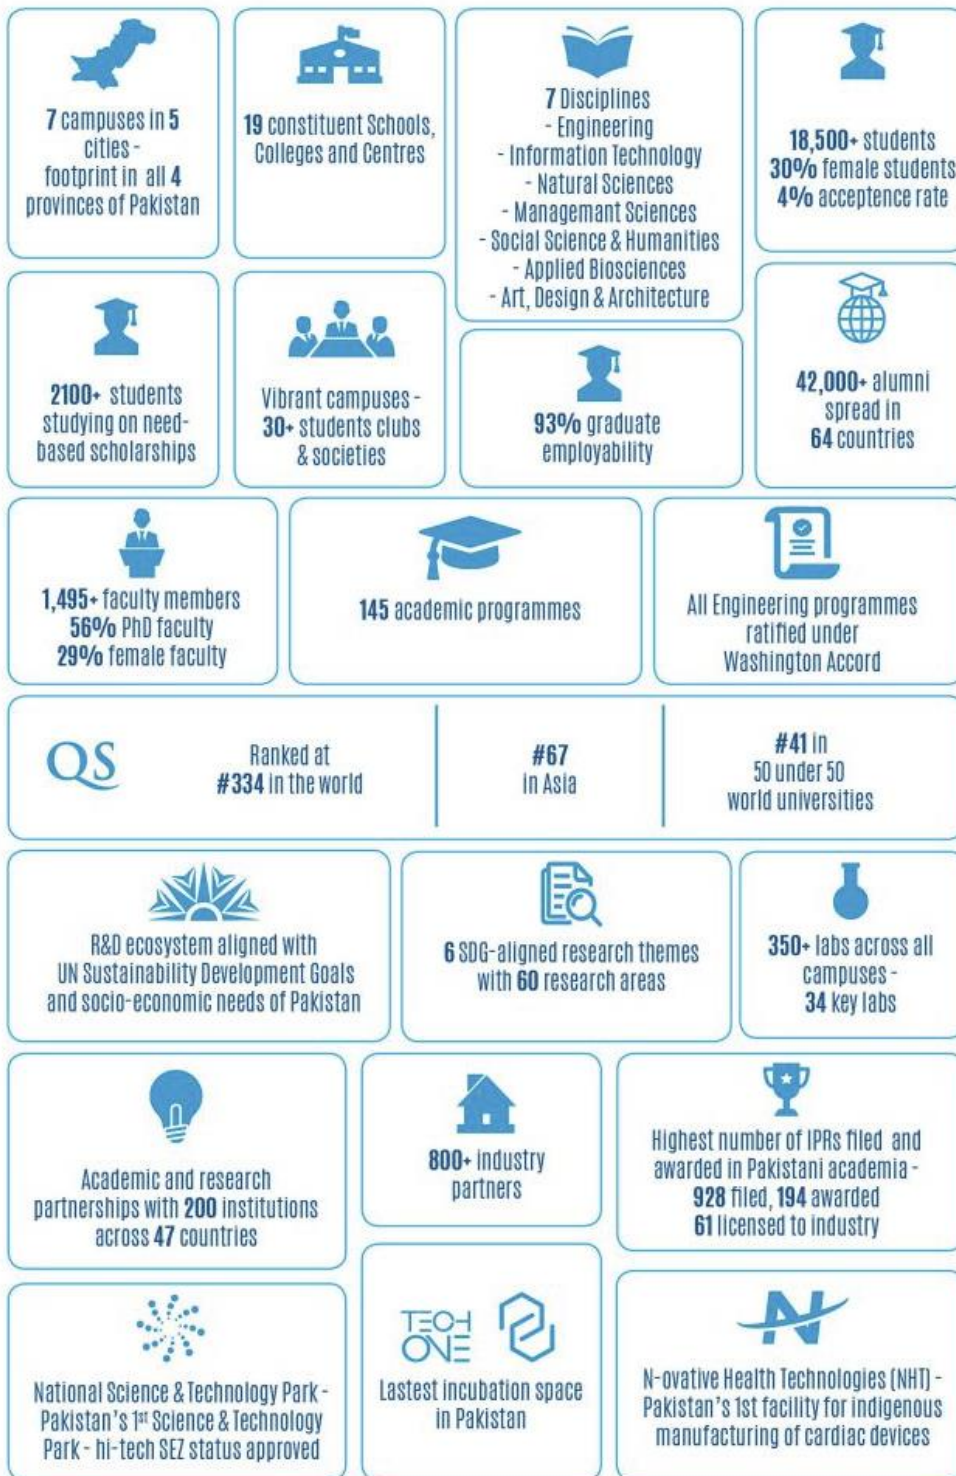 7 campuses in 5
cities -
footprint in all 4
provinces of Pakistan
19 constituent Schools,
Colleges and Centres
7 Disciplines
- Engineering
- Information Technology
- Natural Sciences
- Managemant Sciences
- Social Science & Humanities
- Applied Biosciences
- Art, Design & Architecture
18,500+ students
30% female students
4% acceptence rate
2100+ students
studying on need-
based scholarships
Vibrant campuses -
30+ students clubs
& societies
93% graduate
employability
42,000+ alumni
spread in
64 countries
1,495+ faculty members
56% PhD faculty
29% female faculty
145 academic programmes
All Engineering programmes
ratified under
Washington Accord
QS
Ranked at
#334 in the world
#67
in Asia
#41 in
50 under 50
world universities
R&D ecosystem aligned with
UN Sustainability Development Goals
and socio-economic needs of Pakistan
6 SDG-aligned research themes
with 60 research areas
350+ labs across all
campuses -
34 key labs
Academic and research
partnerships with 200 institutions
across 47 countries
800+ industry
partners
Highest number of IPRs filed and
awarded in Pakistani academia -
928 filed, 194 awarded
61 licensed to industry
National Science & Technology Park -
Pakistan's 1st Science & Technology
Park - hi-tech SEZ status approved
TECH
ONE
Lastest incubation space
in Pakistan
N
N-ovative Health Technologies (NHT) -
Pakistan's 1st facility for indigenous
manufacturing of cardiac devices